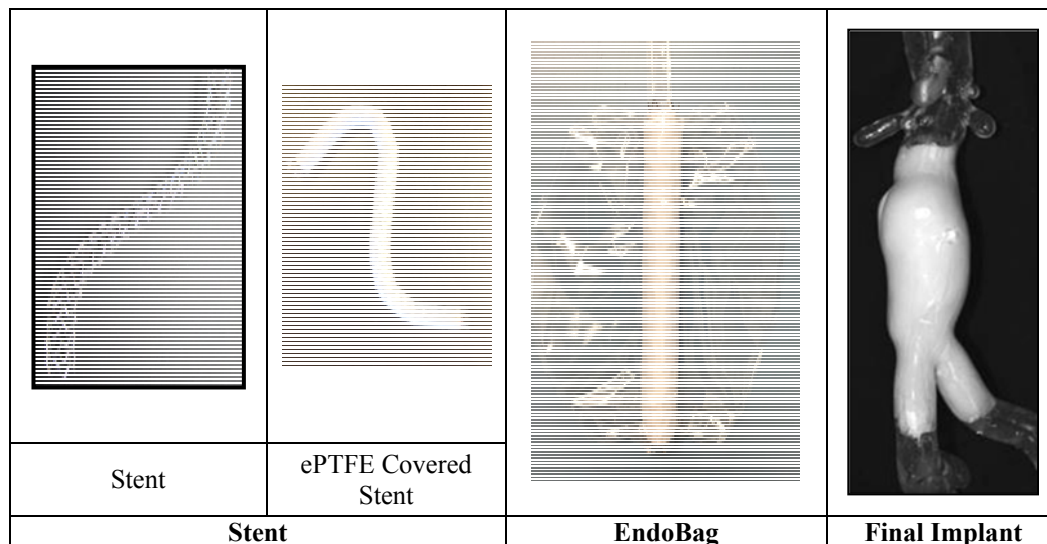 Stent
ePTFE Covered
Stent
Stent
EndoBag
Final Implant